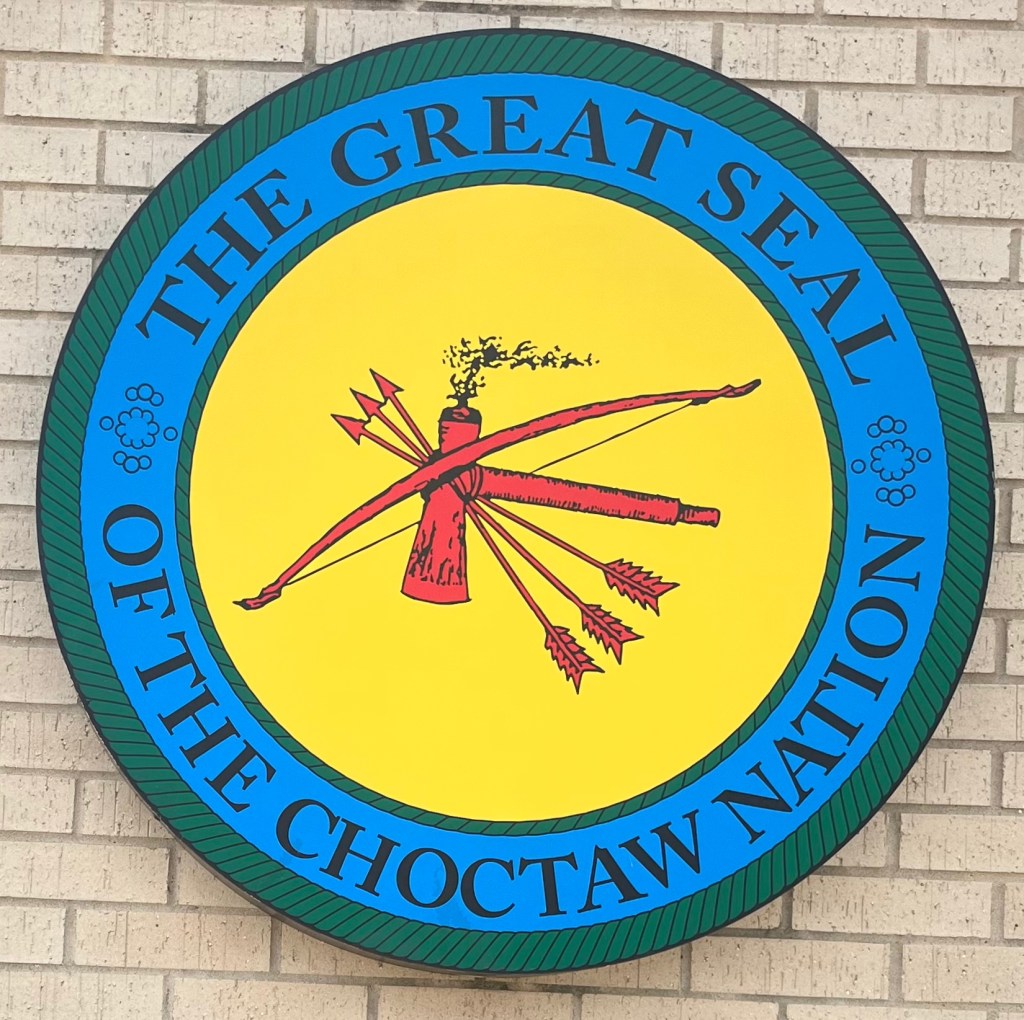 THE GREAT SEAL
OF THE CHOCTAW NATION